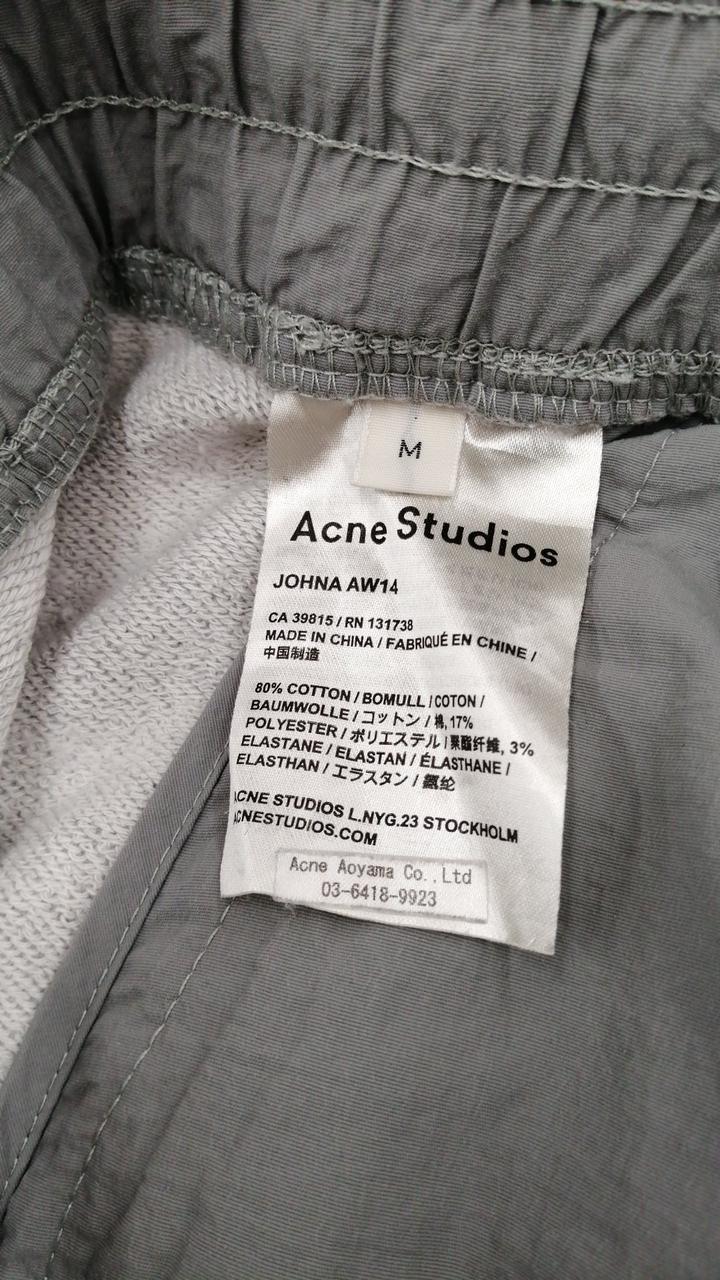 M
Acne Studios
JOHNA AW14
CA 39815 / RN 131738
MADE IN CHINA / FABRIQUÉ EN CHINE /
中国制造
80% COTTON / BOMULL / COTON /
BAUMWOLLE / コットン / 棉, 17%
POLYESTER / ポリエステル / 聚酯纤维, 3%
ELASTANE / ELASTAN / ÉLASTHANE /
ELASTHAN / エラスタン / 氨纶
ACNE STUDIOS L.NYG.23 STOCKHOLM
ACNESTUDIOS.COM
Acne Aoyama Co.,Ltd
03-6418-9923